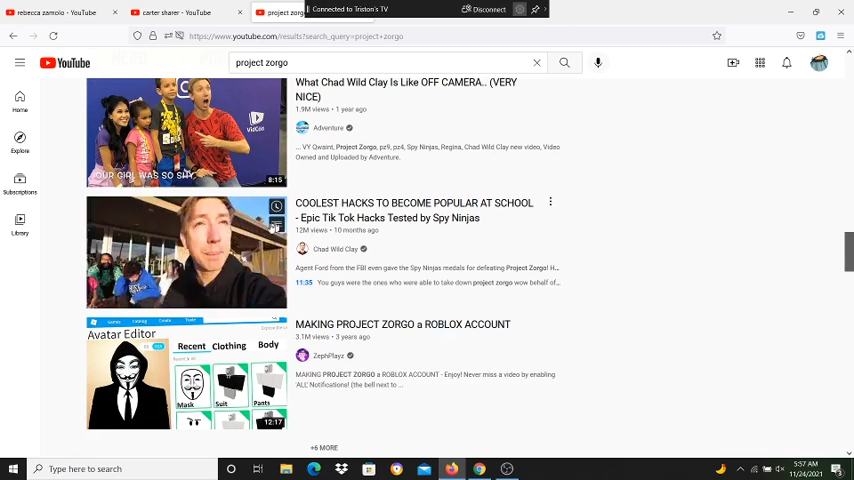 rebecca zamolo - YouTube
carter sharer - YouTube
project zorgo
Connected to Triston's TV
Disconnect
https://www.youtube.com/results?search_query=project+zorgo
YouTube
project zorgo
Home
Explore
Subscriptions
Library
VidCon
OUR GIRL WAS SO SHY
8:15
What Chad Wild Clay Is Like OFF CAMERA.. (VERY
NICE)
1.9M views • 1 year ago
Adventure
... VY Qwaint, Project Zorgo, pz9, pz4, Spy Ninjas, Regina, Chad Wild Clay new video, Video
Owned and Uploaded by Adventure.
COOLEST HACKS TO BECOME POPULAR AT SCHOOL
- Epic Tik Tok Hacks Tested by Spy Ninjas
12M views • 10 months ago
Chad Wild Clay
Agent Ford from the FBI even gave the Spy Ninjas medals for defeating Project Zorgo! H...
11:35 You guys were the ones who were able to take down project zorgo wow behalf of...
Avatar Editor
Recent
Clothing
Body
Mask
Suit
Pants
12:17
MAKING PROJECT ZORGO a ROBLOX ACCOUNT
3.1M views • 3 years ago
ZephPlayz
MAKING PROJECT ZORGO a ROBLOX ACCOUNT - Enjoy! Never miss a video by enabling
'ALL' Notifications! (the bell next to ...
+6 MORE
Type here to search
5:57 AM
11/24/2021
3